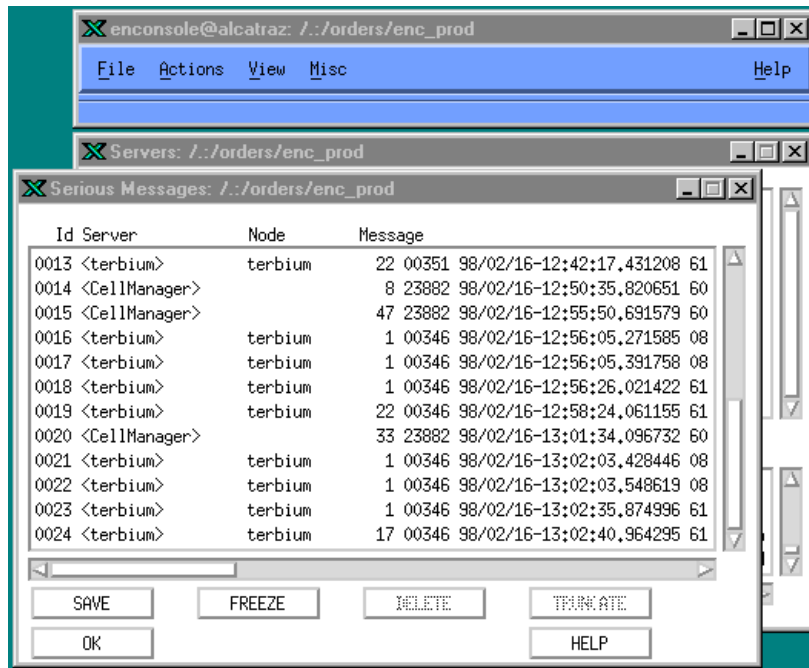 enconsole@alcatraz: /.:/orders/enc_prod
File Actions View Misc Help
Servers: /.:/orders/enc_prod
Serious Messages: /.:/orders/enc_prod
Id Server Node Message
0013 <terbium> terbium 22 00351 98/02/16-12:42:17.431208 61
0014 <CellManager> 8 23882 98/02/16-12:50:35.820651 60
0015 <CellManager> 47 23882 98/02/16-12:55:50.691579 60
0016 <terbium> terbium 1 00346 98/02/16-12:56:05.271585 08
0017 <terbium> terbium 1 00346 98/02/16-12:56:05.391758 08
0018 <terbium> terbium 1 00346 98/02/16-12:56:26.021422 61
0019 <terbium> terbium 22 00346 98/02/16-12:58:24.061155 61
0020 <CellManager> 33 23882 98/02/16-13:01:34.096732 60
0021 <terbium> terbium 1 00346 98/02/16-13:02:03.428446 08
0022 <terbium> terbium 1 00346 98/02/16-13:02:03.548619 08
0023 <terbium> terbium 1 00346 98/02/16-13:02:35.874996 61
0024 <terbium> terbium 17 00346 98/02/16-13:02:40.964295 61
SAVE FREEZE DELETE TRUNCATE
OK HELP